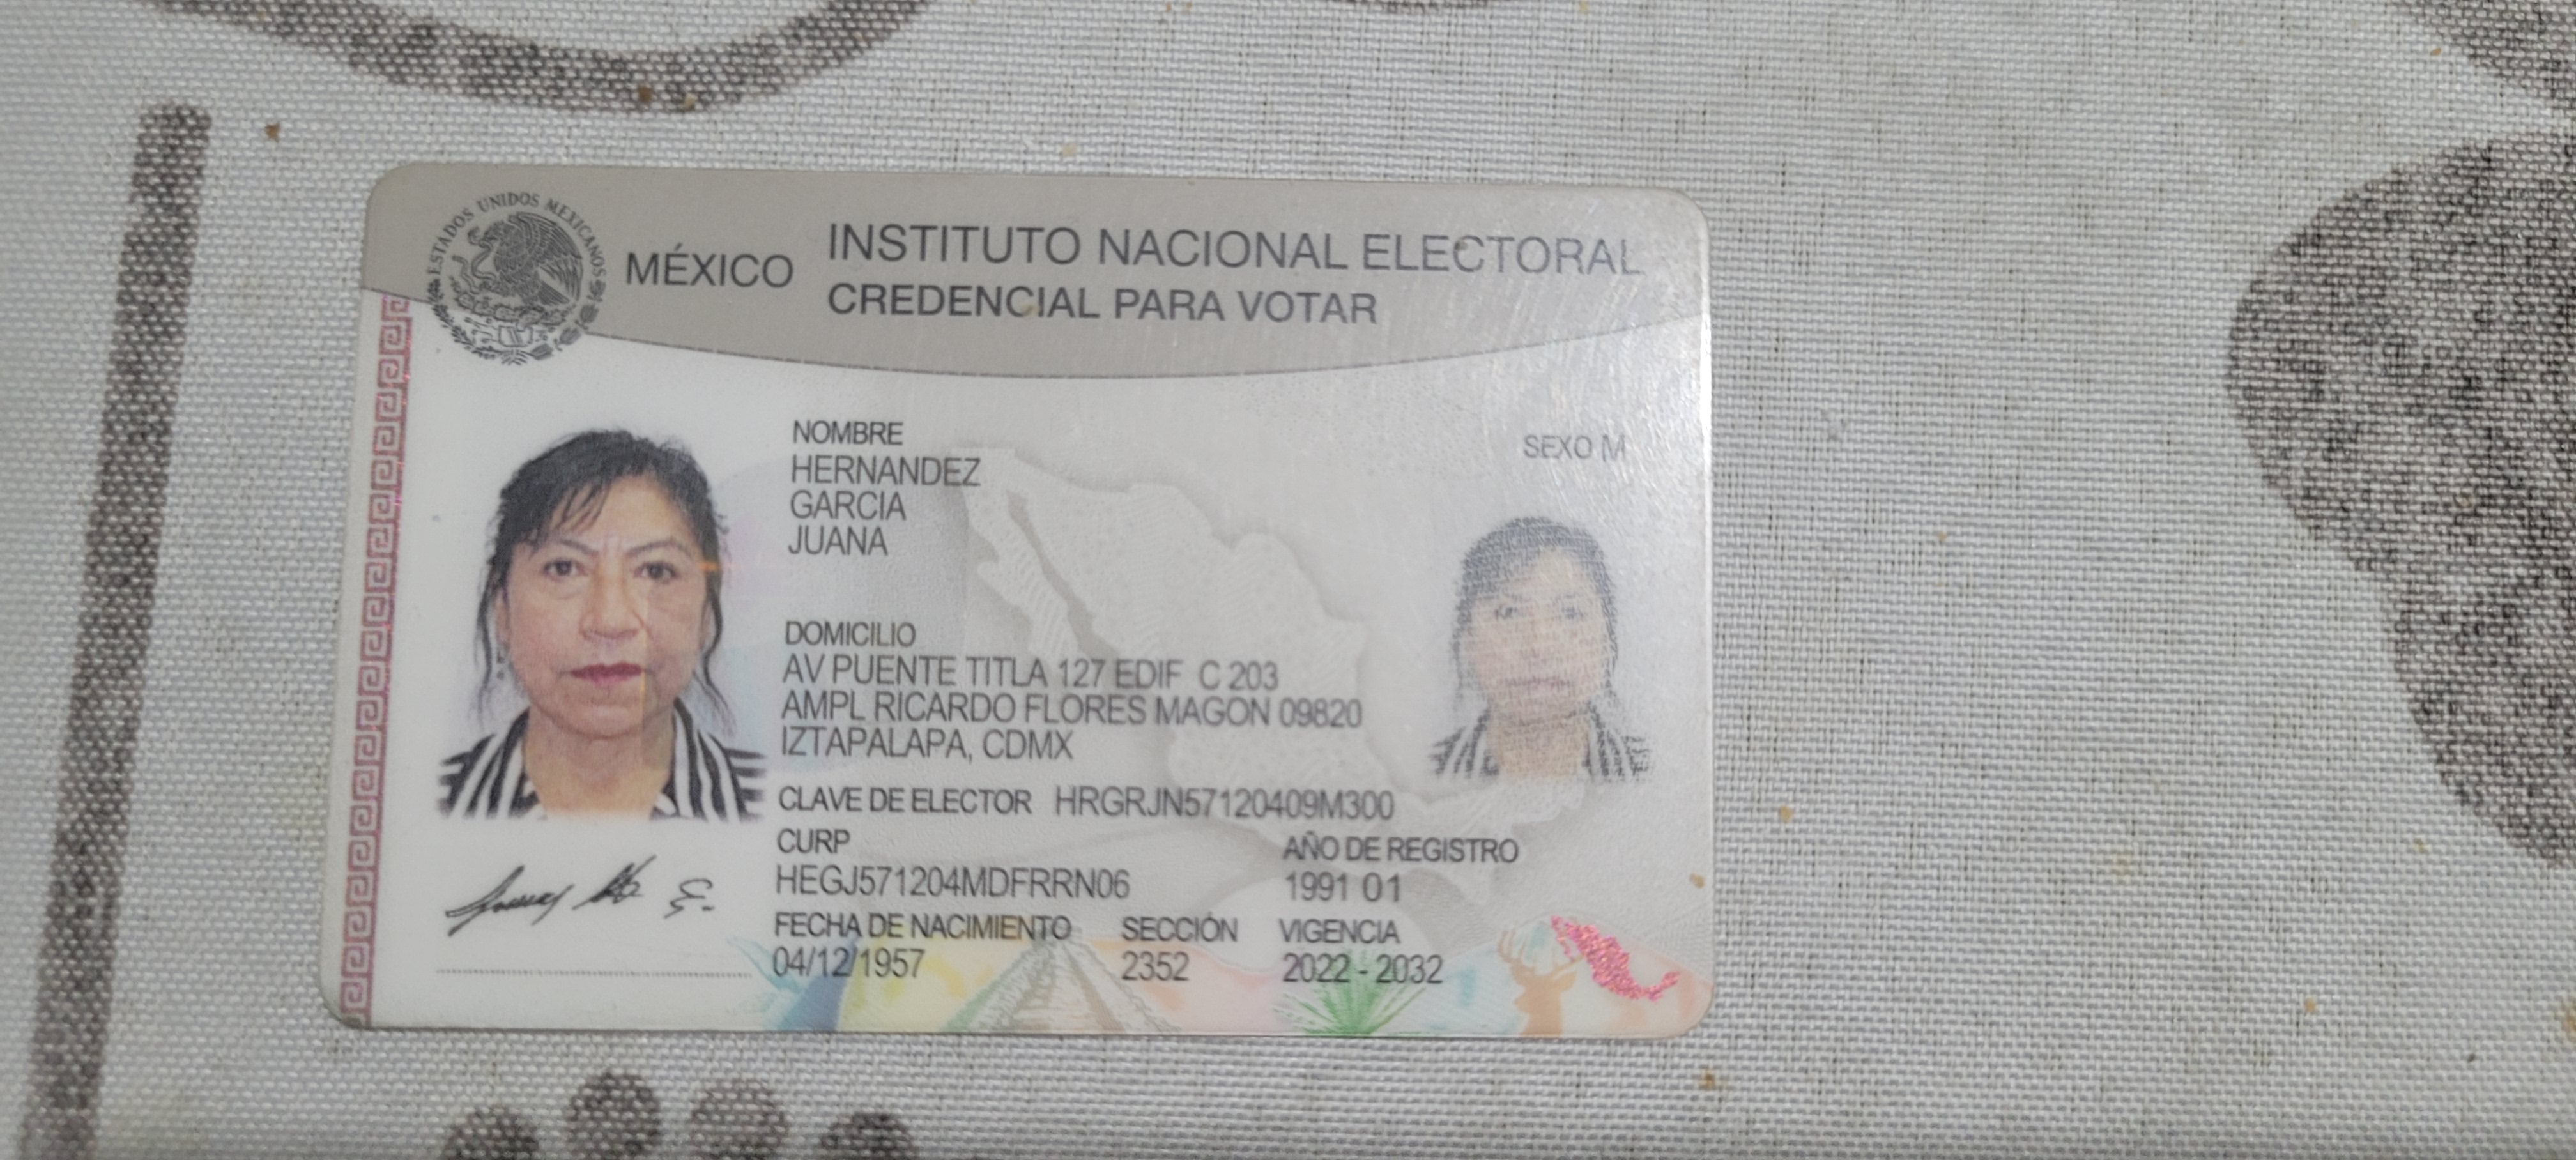 ESTADOS UNIDOS MEXICANOS
MÉXICO
INSTITUTO NACIONAL ELECTORAL
CREDENCIAL PARA VOTAR
NOMBRE
HERNANDEZ
GARCIA
JUANA
SEXO M
DOMICILIO
AV PUENTE TITLA 127 EDIF C 203
AMPL RICARDO FLORES MAGON 09820
IZTAPALAPA, CDMX
CLAVE DE ELECTOR HRGRJN57120409M300
CURP
HEGJ571204MDFRRN06
AÑO DE REGISTRO
1991 01
FECHA DE NACIMIENTO
04/12/1957
SECCIÓN
2352
VIGENCIA
2022 - 2032